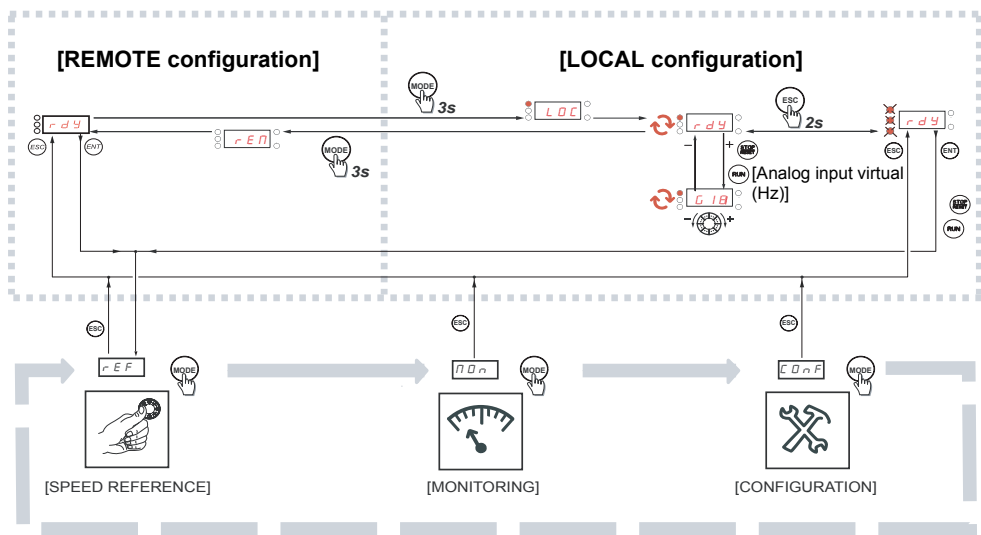 [REMOTE configuration]
[LOCAL configuration]
MODE
3s
LOC
ESC
2s
rdY
rdY
rdY
rEM
MODE
3s
ESC
ENT
STOP
RESET
ESC
ENT
RUN
[Analog input virtual
(Hz)]
G 18
- +
- +
STOP
RESET
RUN
ESC
ESC
ESC
rEF
MODE
MOn
MODE
COnF
MODE
[SPEED REFERENCE]
[MONITORING]
[CONFIGURATION]